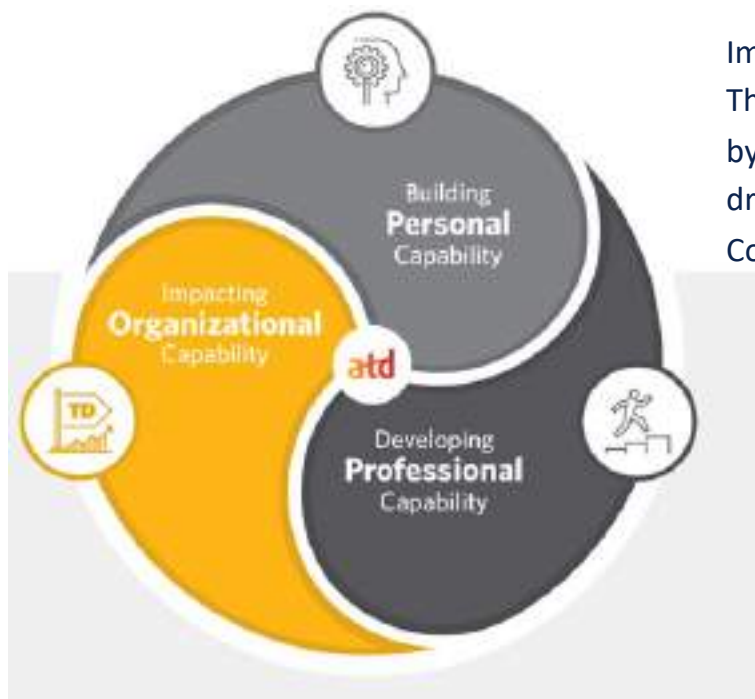 Im
Th
by
dr
Co
Building
Personal
Capability
Impacting
Organizational
Capability
atd
TD
Developing
Professional
Capability